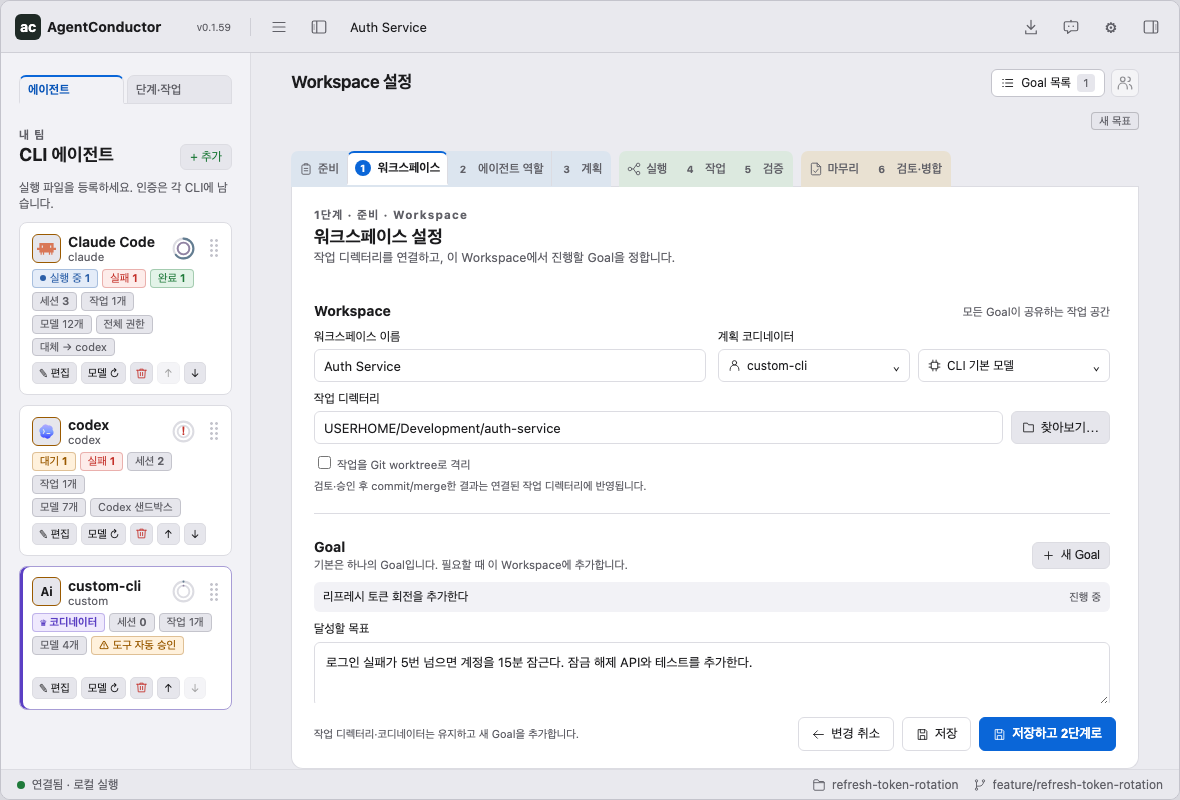 ac AgentConductor v0.1.59 Auth Service
에이전트 단계·작업
내 팀
CLI 에이전트
+ 추가
실행 파일을 등록하세요. 인증은 각 CLI에 남
습니다.
Claude Code
claude
실행 중 1 실패 1 완료 1
세션 3 작업 1개
모델 12개 전체 권한
대체 → codex
✎ 편집 모델 ↻ ↑ ↓
codex
codex
대기 1 실패 1 세션 2
작업 1개
모델 7개 Codex 샌드박스
✎ 편집 모델 ↻ ↑ ↓
Ai custom-cli
custom
♛ 코디네이터 세션 0 작업 1개
모델 4개 ⚠ 도구 자동 승인
✎ 편집 모델 ↻ ↑ ↓
Workspace 설정
Goal 목록 1
새 목표
준비 1 워크스페이스 2 에이전트 역할 3 계획 실행 4 작업 5 검증 마무리 6 검토·병합
1단계 · 준비 · Workspace
워크스페이스 설정
작업 디렉터리를 연결하고, 이 Workspace에서 진행할 Goal을 정합니다.
Workspace 모든 Goal이 공유하는 작업 공간
워크스페이스 이름 계획 코디네이터
Auth Service custom-cli CLI 기본 모델
작업 디렉터리
USERHOME/Development/auth-service 찾아보기...
작업을 Git worktree로 격리
검토·승인 후 commit/merge한 결과는 연결된 작업 디렉터리에 반영됩니다.
Goal
기본은 하나의 Goal입니다. 필요할 때 이 Workspace에 추가합니다.
+ 새 Goal
리프레시 토큰 회전을 추가한다 진행 중
달성할 목표
로그인 실패가 5번 넘으면 계정을 15분 잠근다. 잠금 해제 API와 테스트를 추가한다.
작업 디렉터리·코디네이터는 유지하고 새 Goal을 추가합니다.
← 변경 취소 저장 저장하고 2단계로
연결됨 · 로컬 실행 refresh-token-rotation feature/refresh-token-rotation